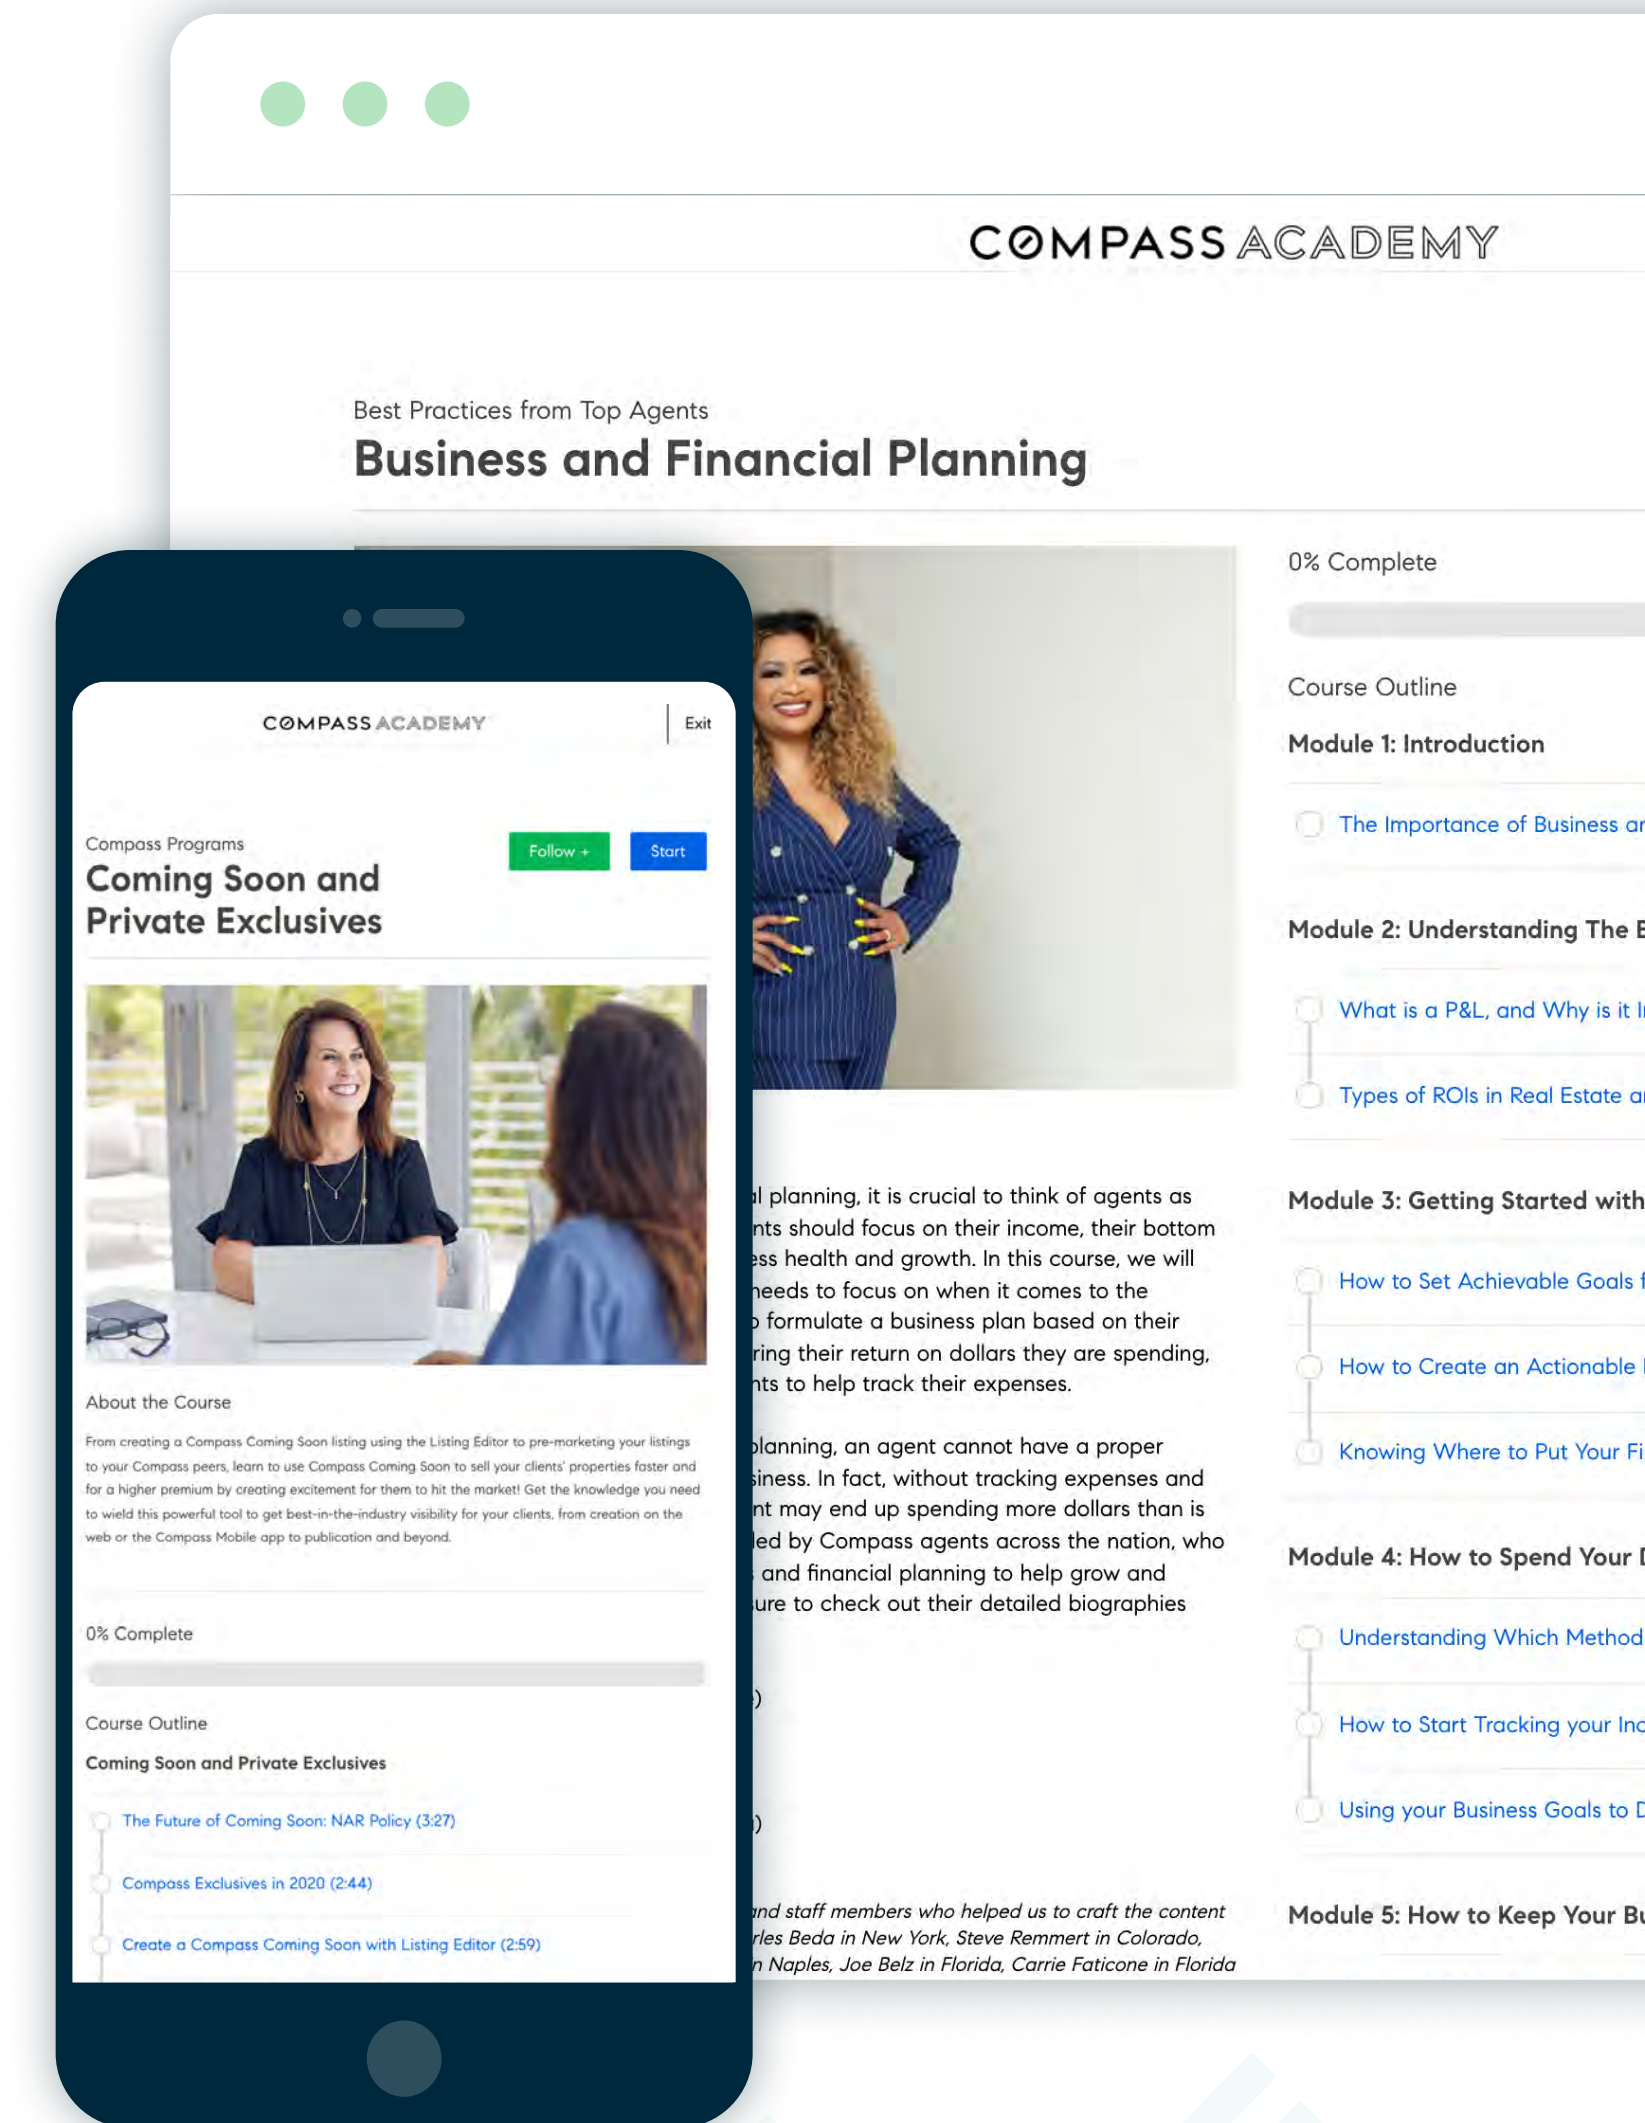 COMPASS ACADEMY
Best Practices from Top Agents
Business and Financial Planning
0% Complete
Course Outline
Module 1: Introduction
The Importance of Business
Module 2: Understanding The
What is a P&L, and Why is it
Types of ROIs in Real Estate
Module 3: Getting Started with
How to Set Achievable Goals
How to Create an Actionable
Knowing Where to Put Your
Module 4: How to Spend Your
Understanding Which Method
How to Start Tracking your
Using your Business Goals to
Module 5: How to Keep Your
planning, it is crucial to think of agents as
should focus on their income, their bottom
health and growth. In this course, we will
needs to focus on when it comes to the
formulate a business plan based on their
their return on dollars they are spending,
to help track their expenses.
planning, an agent cannot have a proper
In fact, without tracking expenses and
may end up spending more dollars than is
by Compass agents across the nation, who
and financial planning to help grow and
to check out their detailed biographies
and staff members who helped us to craft the content
Beda in New York, Steve Remmert in Colorado,
Naples, Joe Belz in Florida, Carrie Faticone in Florida
COMPASS ACADEMY
Exit
Compass Programs
Coming Soon and
Private Exclusives
Follow +
Start
About the Course
From creating a Compass Coming Soon listing using the Listing Editor to pre-marketing your listings
to your Compass peers, learn to use Compass Coming Soon to sell your clients' properties faster and
for a higher premium by creating excitement for them to hit the market! Get the knowledge you need
to wield this powerful tool to get best-in-the-industry visibility for your clients, from creation on the
web or the Compass Mobile app to publication and beyond.
0% Complete
Course Outline
Coming Soon and Private Exclusives
The Future of Coming Soon: NAR Policy (3:27)
Compass Exclusives in 2020 (2:44)
Create a Compass Coming Soon with Listing Editor (2:59)